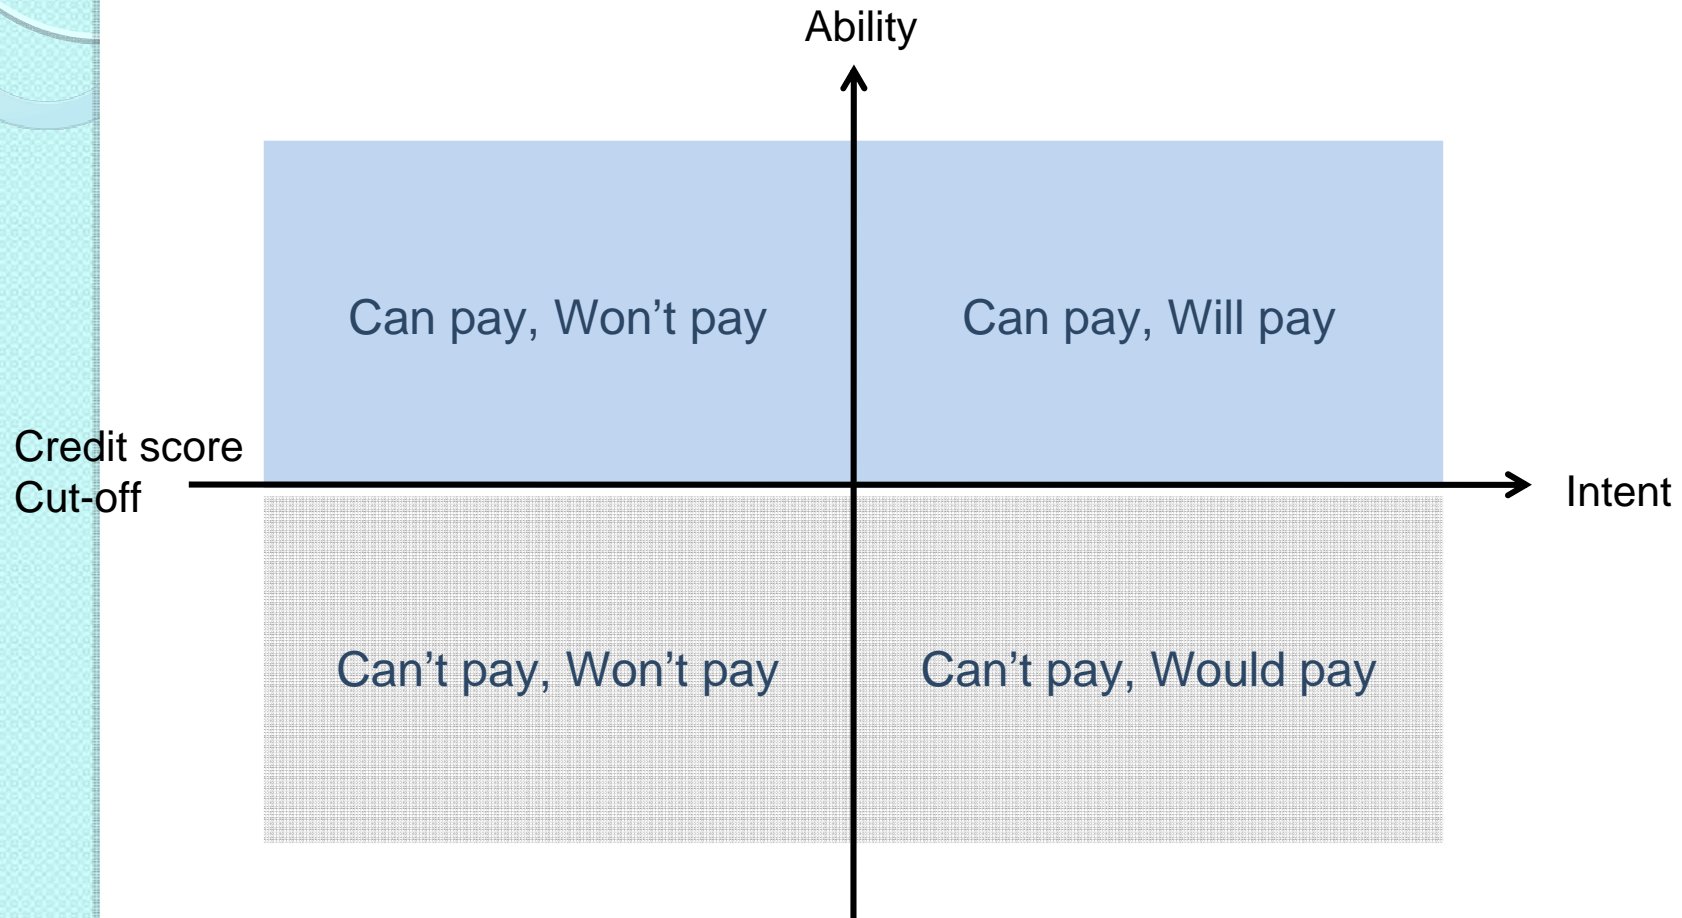 Ability
Can pay, Won’t pay
Can pay, Will pay
Credit score
Cut-off
Intent
Can’t pay, Won’t pay
Can’t pay, Would pay